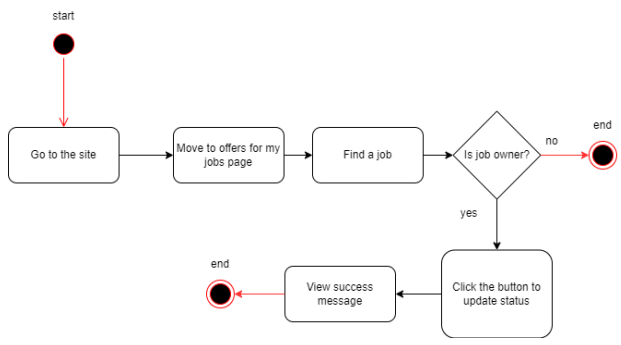 start
Go to the site
Move to offers for my
jobs page
Find a job
Is job owner?
no
end
yes
Click the button to
update status
View success
message
end